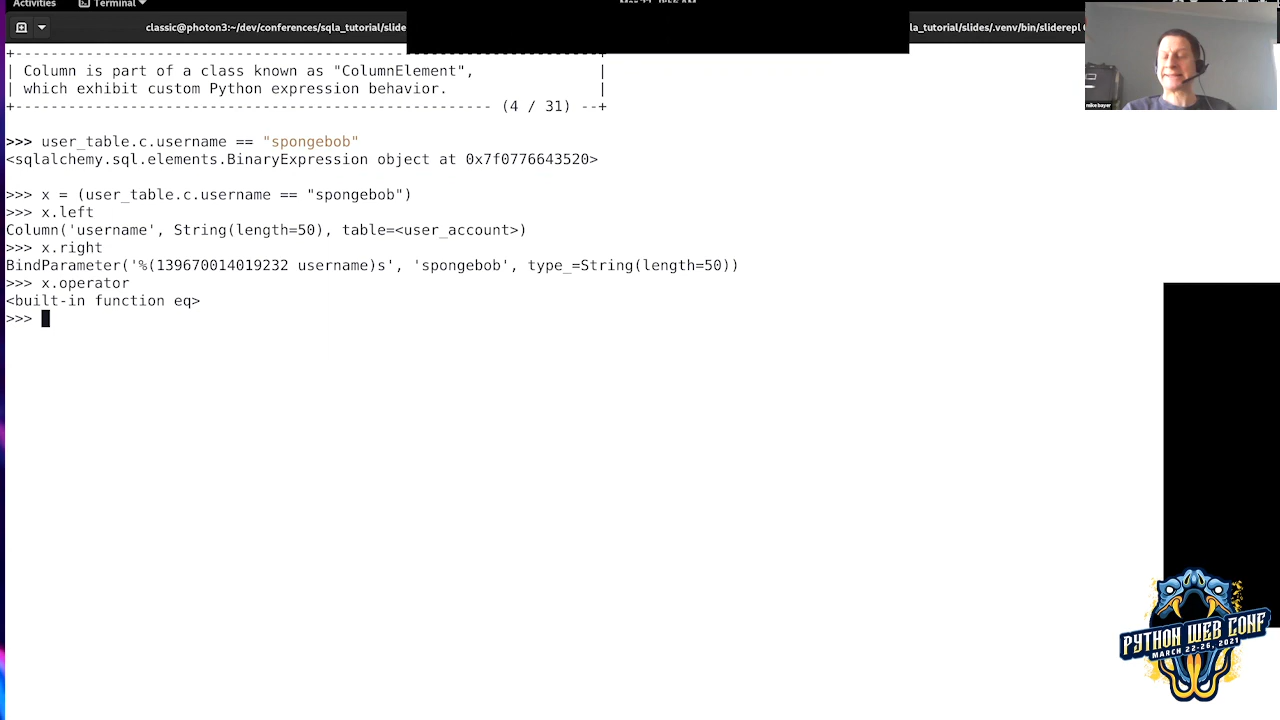 Activities Terminal
classic@photon3:~/dev/conferences/sqla_tutorial/slide la_tutorial/slides/.venv/bin/sliderepl
mike bayer
+------------------------------------------------------------------+
| Column is part of a class known as "ColumnElement", |
| which exhibit custom Python expression behavior. |
+------------------------------------------------------ (4 / 31) --+
>>> user_table.c.username == "spongebob"
<sqlalchemy.sql.elements.BinaryExpression object at 0x7f0776643520>
>>> x = (user_table.c.username == "spongebob")
>>> x.left
Column('username', String(length=50), table=<user_account>)
>>> x.right
BindParameter('%(139670014019232 username)s', 'spongebob', type_=String(length=50))
>>> x.operator
<built-in function eq>
>>>
PYTHON WEB CONF
MARCH 22-26, 2021